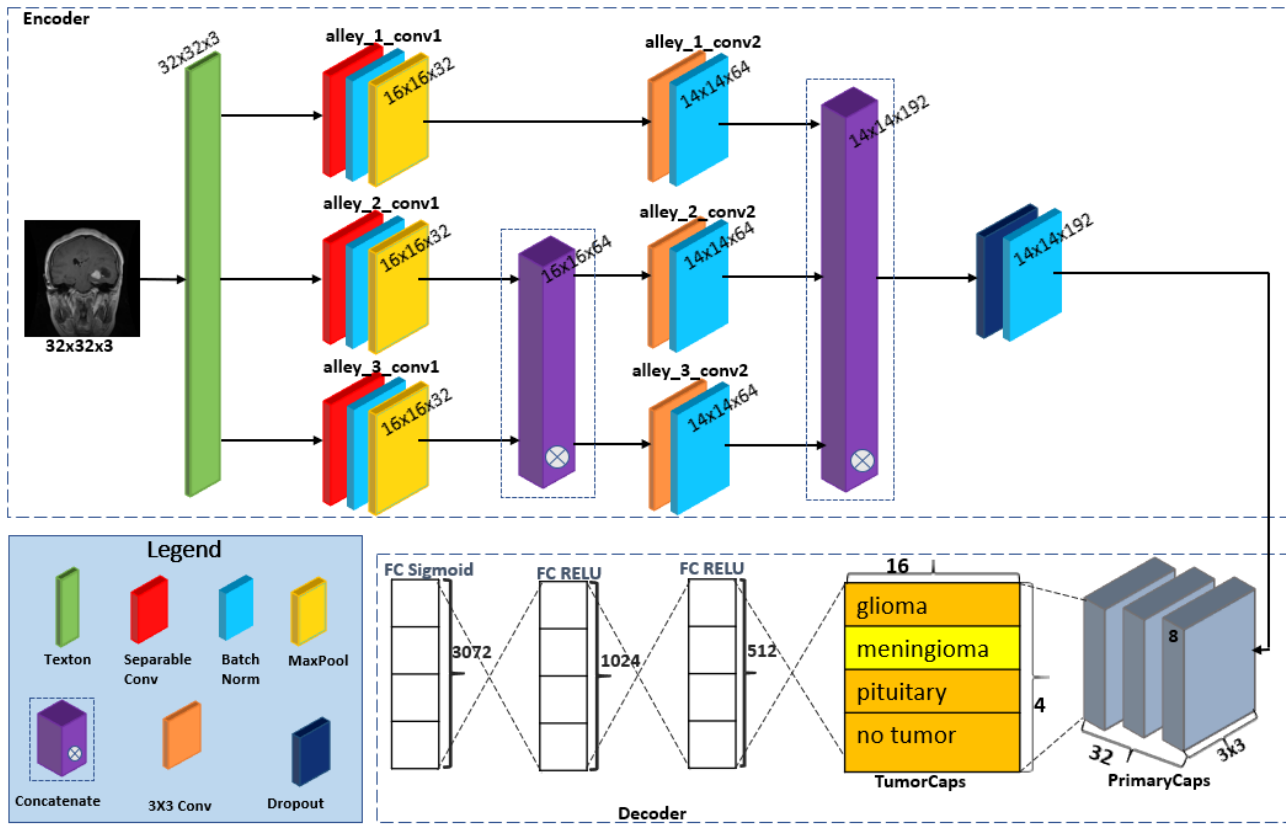 Encoder
32x32x3
alley_1_conv1
16x16x32
alley_1_conv2
14x14x64
14x14x192
alley_2_conv1
16x16x32
16x16x64
alley_2_conv2
14x14x64
14x14x192
32x32x3
alley_3_conv1
16x16x32
alley_3_conv2
14x14x64
Legend
Texton
Separable
Conv
Batch
Norm
MaxPool
Concatenate
3X3 Conv
Dropout
FC Sigmoid
3072
FC RELU
1024
FC RELU
512
16
glioma
meningioma
pituitary
no tumor
4
TumorCaps
8
32
3x3
PrimaryCaps
Decoder